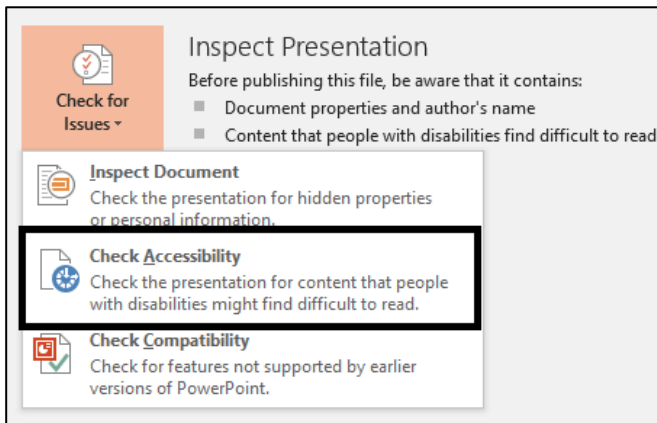 Inspect Presentation
Before publishing this file, be aware that it contains:
Check for
Issues
Document properties and author's name
Content that people with disabilities find difficult to read
Inspect Document
Check the presentation for hidden properties
or personal information.
Check Accessibility
Check the presentation for content that people
with disabilities might find difficult to read.
Check Compatibility
Check for features not supported by earlier
versions of PowerPoint.